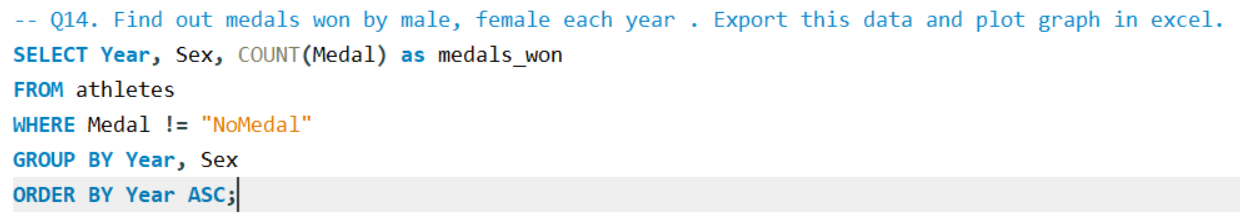 -- Q14. Find out medals won by male, female each year . Export this data and plot graph in excel.
SELECT Year, Sex, COUNT(Medal) as medals_won
FROM athletes
WHERE Medal != "NoMedal"
GROUP BY Year, Sex
ORDER BY Year ASC;